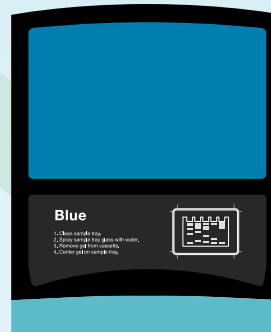 Blue
1. Clean sample tray.
2. Spray sample tray glass with water.
3. Remove gel from cassette.
4. Center gel on sample tray.